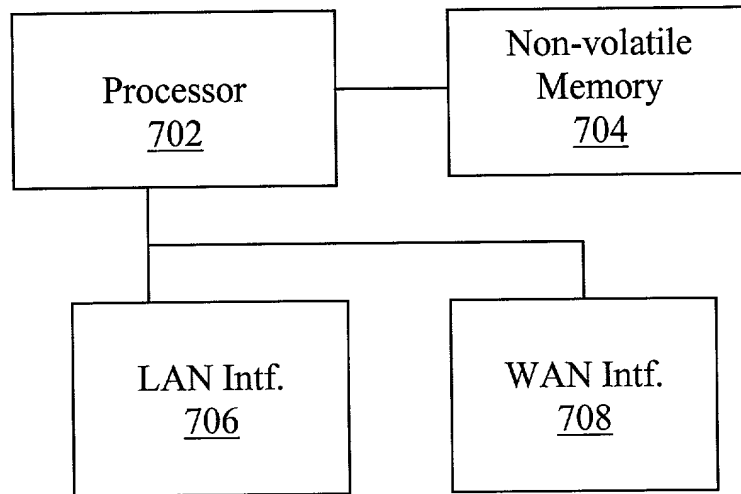 Processor
702
Non-volatile
Memory
704
LAN Intf.
706
WAN Intf.
708